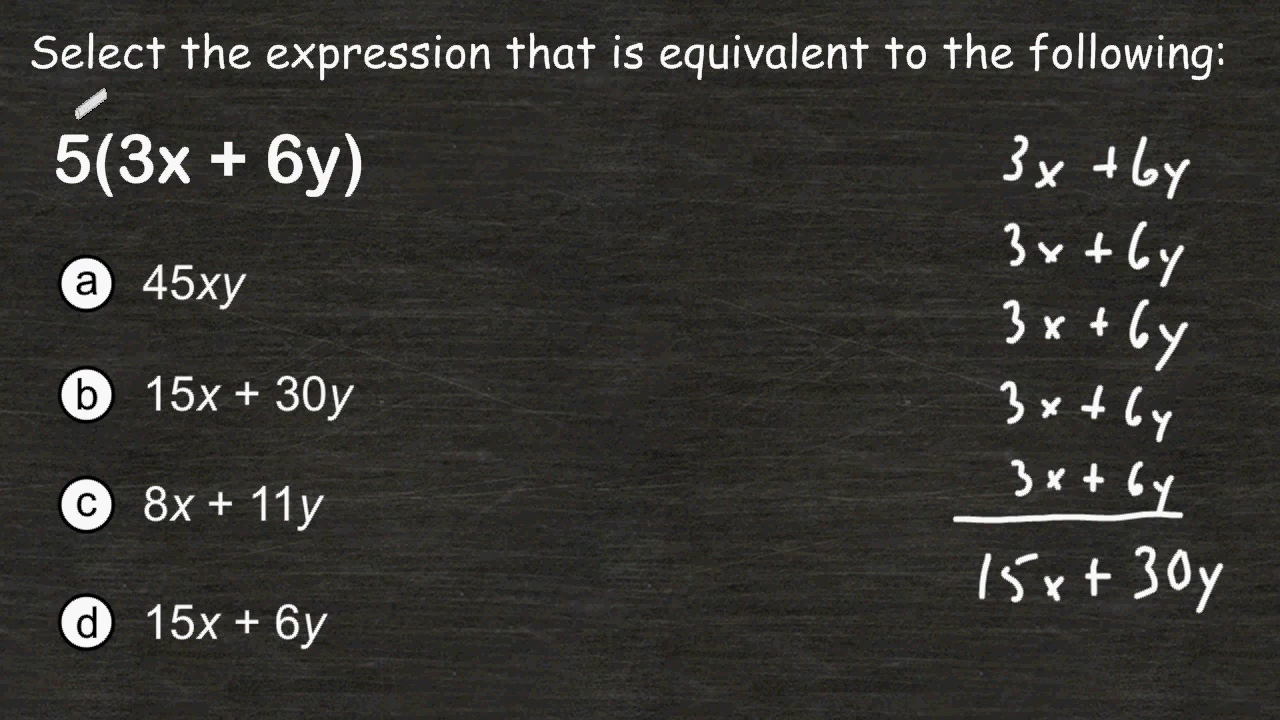 Select the expression that is equivalent to the following:
5(3x + 6y)
a 45xy
b 15x + 30y
c 8x + 11y
d 15x + 6y
3x + 6y
3x + 6y
3x + 6y
3x + 6y
3x + 6y
15x + 30y